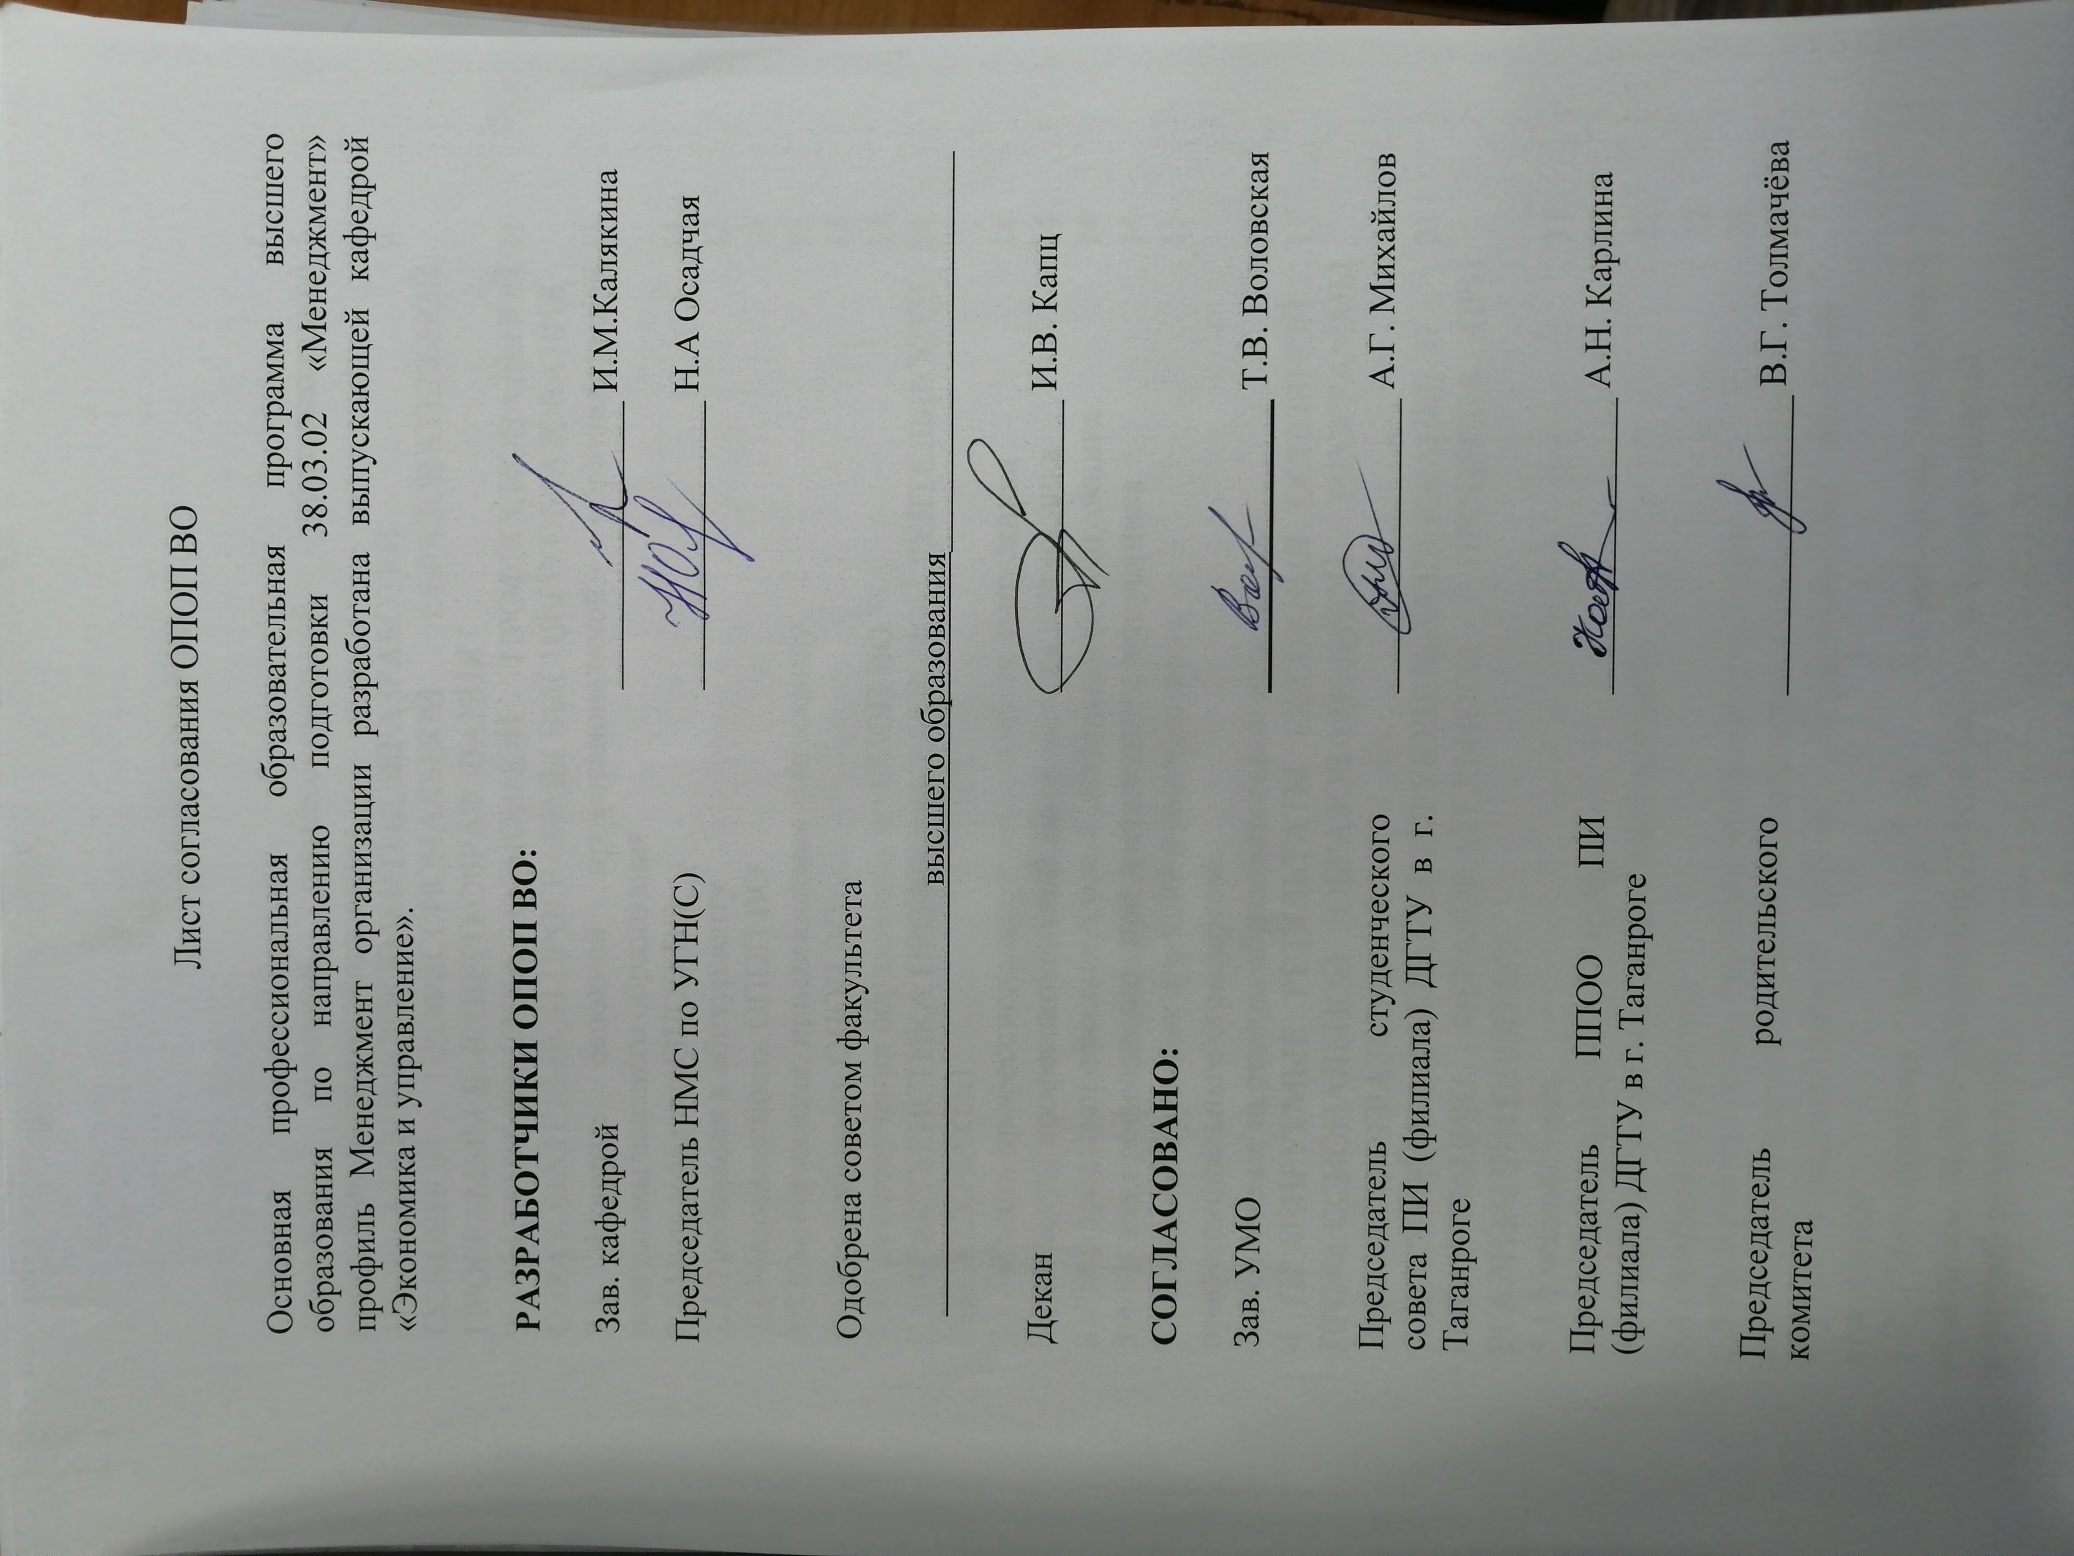 Лист согласования ОПОП ВО
Основная профессиональная образовательная программа высшего
образования по направлению подготовки 38.03.02 «Менеджмент»
профиль Менеджмент организации разработана выпускающей кафедрой
«Экономика и управление».
РАЗРАБОТЧИКИ ОПОП ВО:
Зав. кафедрой И.М.Калякина
Председатель НМС по УГН(С) Н.А Осадчая
Одобрена советом факультета
высшего образования
Декан И.В. Капц
СОГЛАСОВАНО:
Зав. УМО Т.В. Воловская
Председатель студенческого А.Г. Михайлов
совета ПИ (филиала) ДГТУ в г.
Таганроге
Председатель ППОО ПИ А.Н. Карлина
(филиала) ДГТУ в г. Таганроге
Председатель родительского В.Г. Толмачёва
комитета